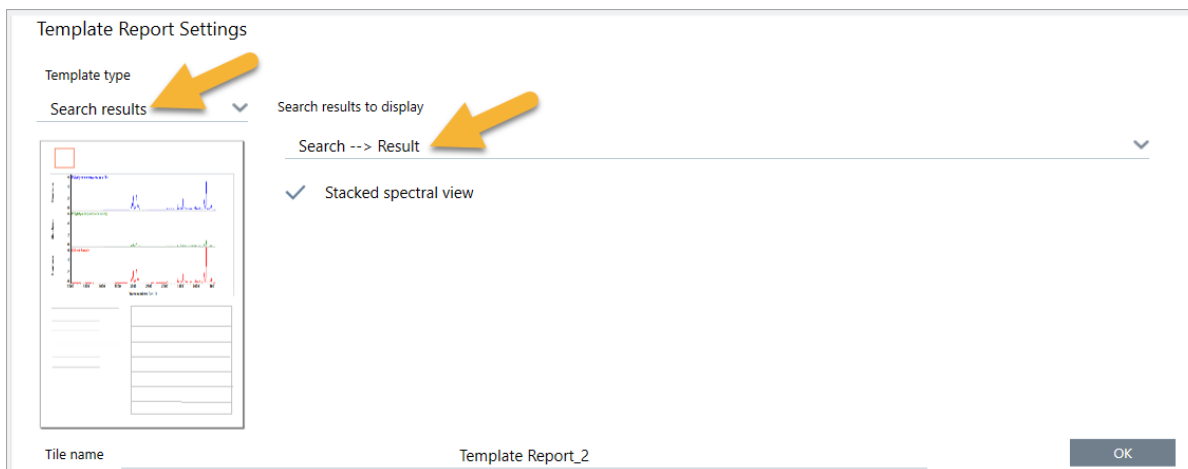 Template Report Settings
Template type
Search results
Search results to display
Search --> Result
Stacked spectral view
Tile name
Template Report_2
OK